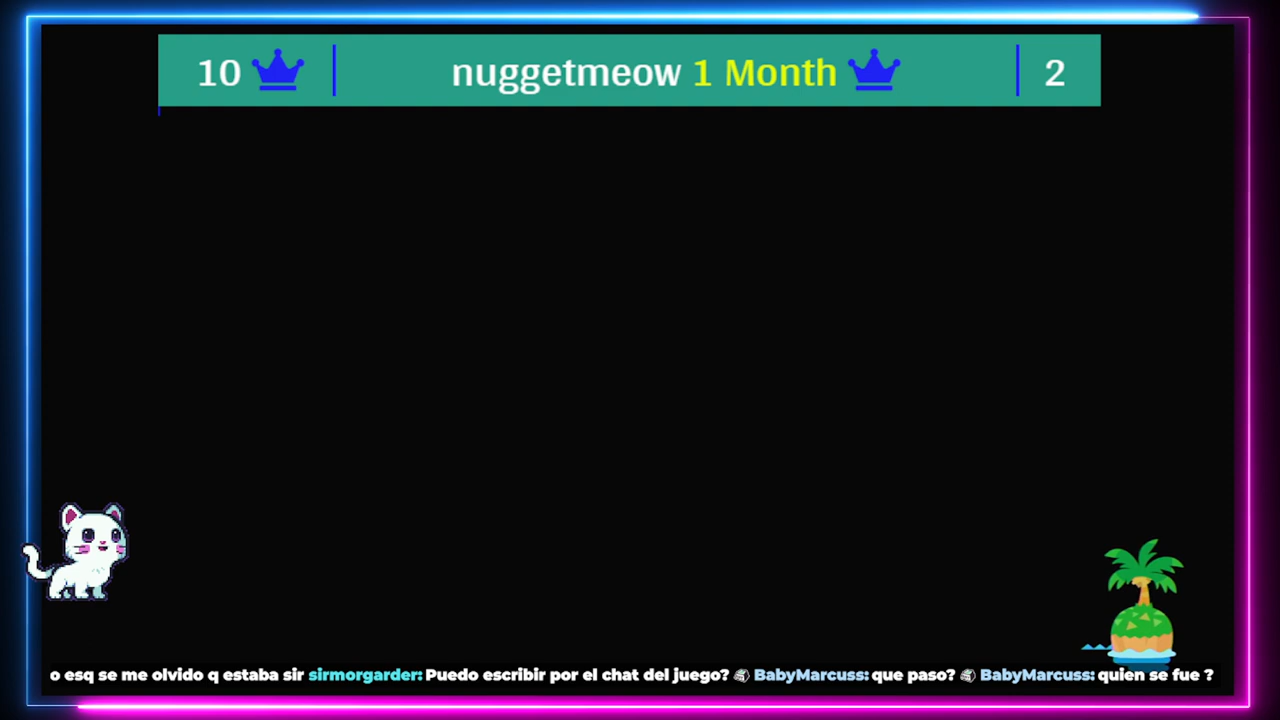 10 nuggetmeow 1 Month 2
o esq se me olvido q estaba sir sirmorgarder: Puedo escribir por el chat del juego? BabyMarcuss: que paso? BabyMarcuss: quien se fue ?